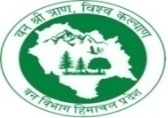 वन श्री त्राण, विश्व कल्याण
वन विभाग हिमाचल प्रदेश